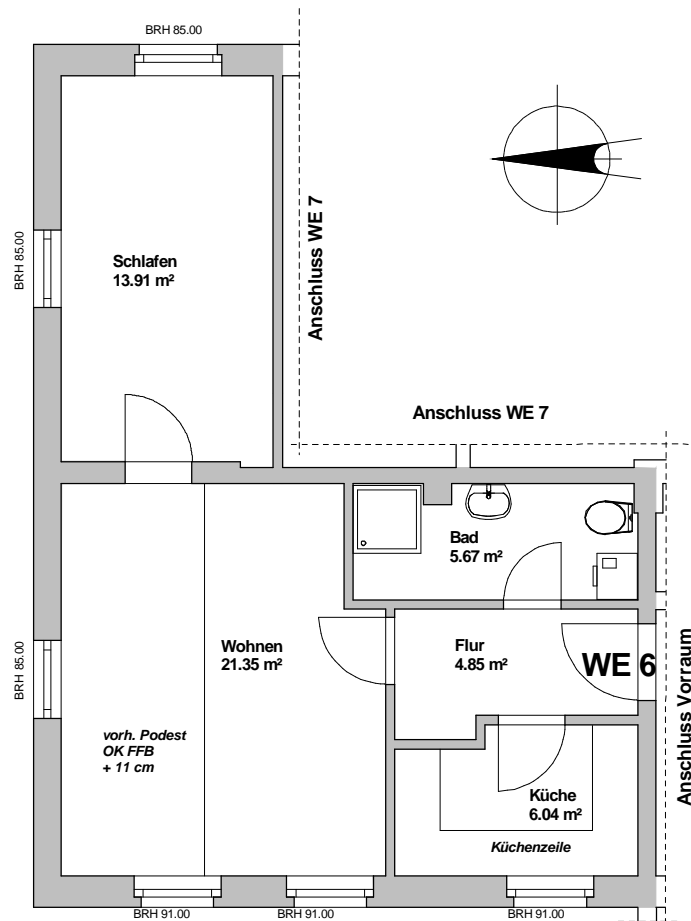 BRH 85.00
Anschluss WE 7
BRH 85.00
Schlafen
13.91 m²
Anschluss WE 7
Bad
5.67 m²
BRH 85.00
Wohnen
21.35 m²
Flur
4.85 m²
WE 6
Anschluss Vorraum
vorh. Podest
OK FFB
+ 11 cm
Küche
6.04 m²
Küchenzeile
BRH 91.00
BRH 91.00
BRH 91.00